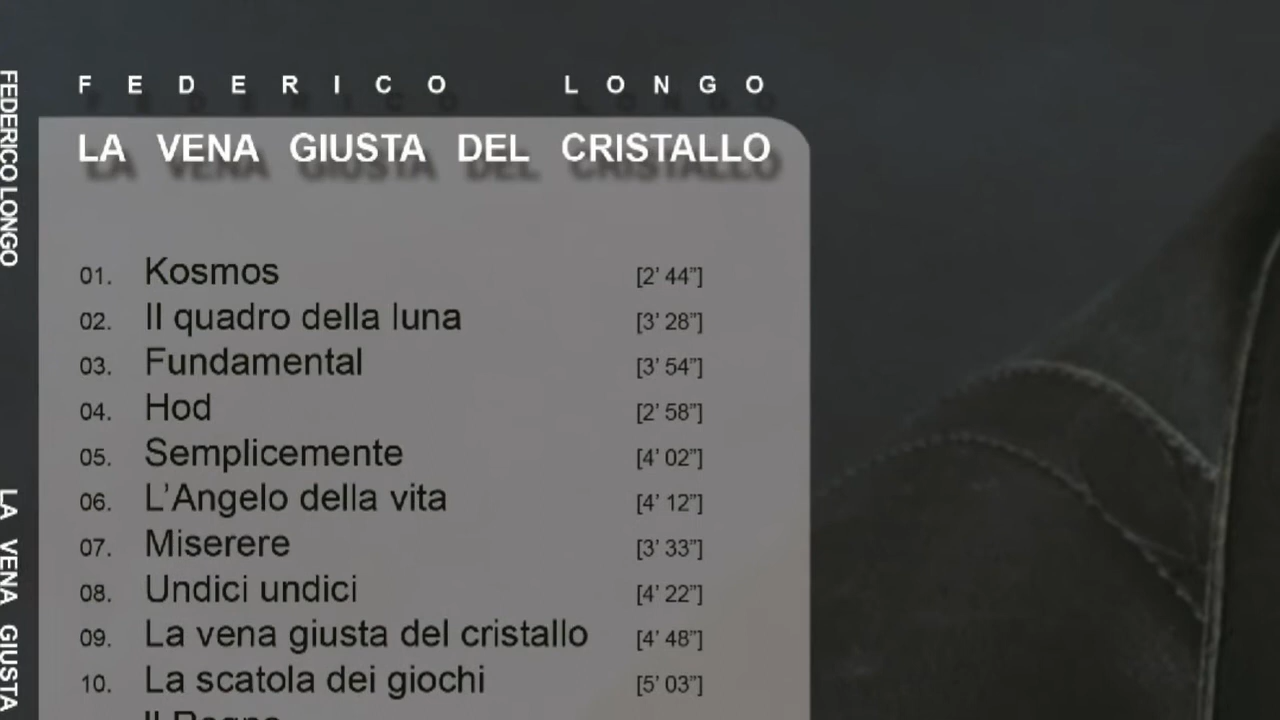 FEDERICO LONGO
LA VENA GIUSTA DEL CRISTALLO
01. Kosmos [2’ 44”]
02. Il quadro della luna [3’ 28”]
03. Fundamental [3’ 54”]
04. Hod [2’ 58”]
05. Semplicemente [4’ 02”]
06. L’Angelo della vita [4’ 12”]
07. Miserere [3’ 33”]
08. Undici undici [4’ 22”]
09. La vena giusta del cristallo [4’ 48”]
10. La scatola dei giochi [5’ 03”]
FEDERICO LONGO
LA VENA GIUSTA